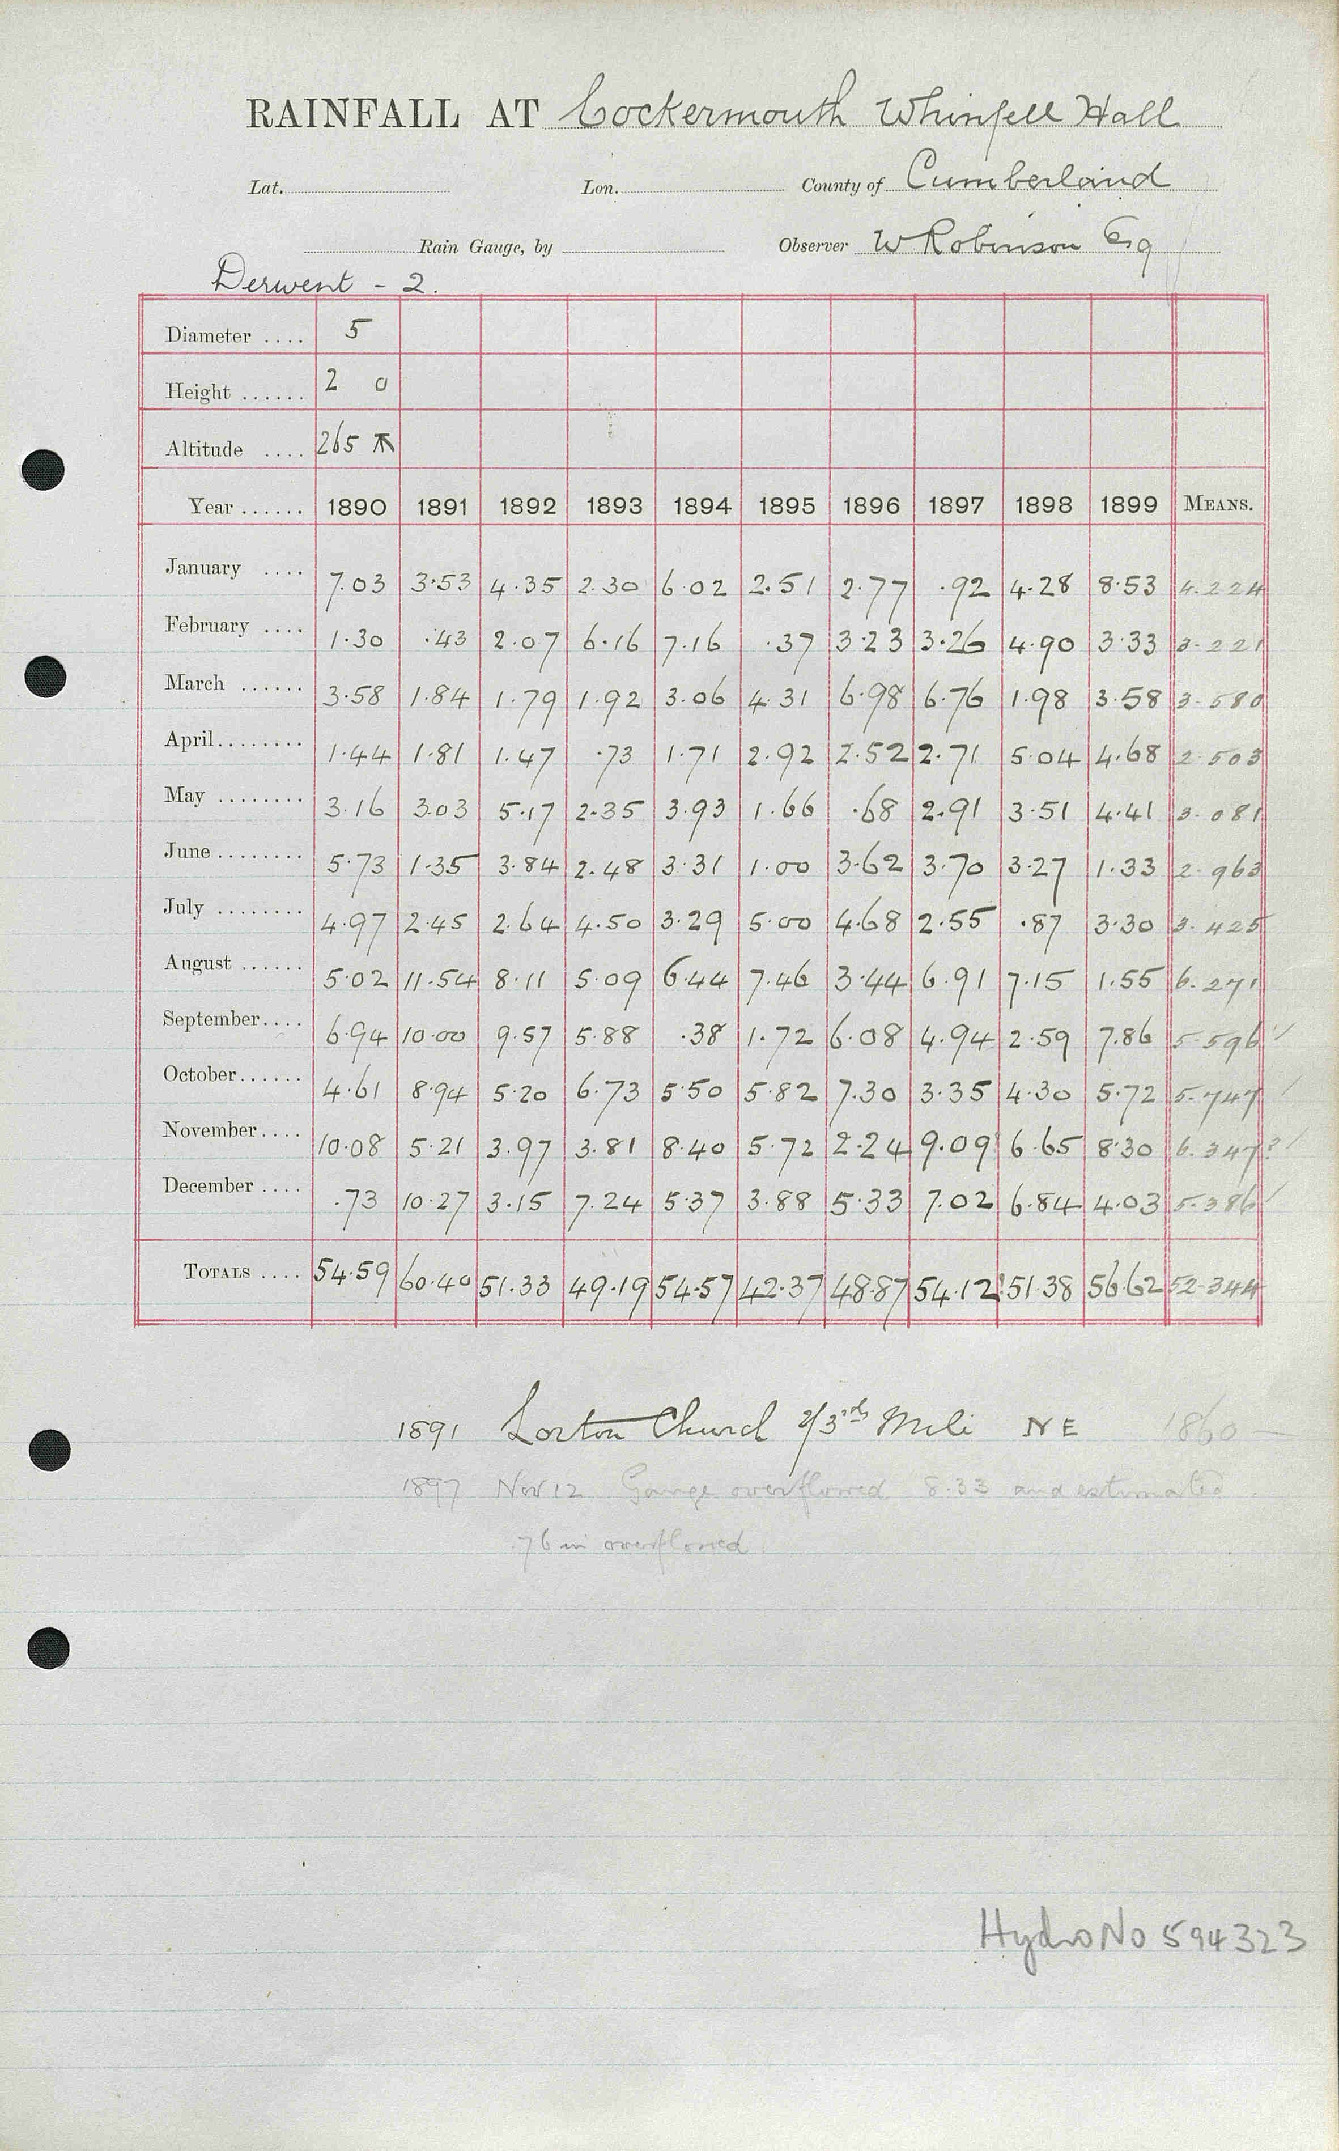 RAINFALL AT Cockermouth Whinfell Hall
Lat. Lon. County of Cumberland
Rain Gauge, by Observer W Robinson Esq
Derwent - 2.
Diameter .... 5
Height ...... 2 0
Altitude .... 265
Year ...... 1890 1891 1892 1893 1894 1895 1896 1897 1898 1899 MEANS.
January .... 7.03 3.53 4.35 2.30 6.02 2.51 2.77 .92 4.28 8.53 4.224
February .... 1.30 .43 2.07 6.16 7.16 .37 3.23 3.26 4.90 3.33 3.221
March ...... 3.58 1.84 1.79 1.92 3.06 4.31 6.98 6.76 1.98 3.58 3.580
April ........ 1.44 1.81 1.47 .73 1.71 2.92 2.52 2.71 5.04 4.68 2.503
May ........ 3.16 3.03 5.17 2.35 3.93 1.66 .68 2.91 3.51 4.41 3.081
June ........ 5.73 1.35 3.84 2.48 3.31 1.00 3.62 3.70 3.27 1.33 2.963
July ........ 4.97 2.45 2.64 4.50 3.29 5.00 4.68 2.55 .87 3.30 3.425
August ...... 5.02 11.54 8.11 5.09 6.44 7.46 3.44 6.91 7.15 1.55 6.271
September .... 6.94 10.00 9.57 5.88 .38 1.72 6.08 4.94 2.59 7.86 5.596
October ...... 4.61 8.94 5.20 6.73 5.50 5.82 7.30 3.35 4.30 5.72 5.747
November .... 10.08 5.21 3.97 3.81 8.40 5.72 2.24 9.09 6.65 8.30 6.347?
December .... .73 10.27 3.15 7.24 5.37 3.88 5.33 7.02 6.84 4.03 5.386
TOTALS .... 54.59 60.40 51.33 49.19 54.57 42.37 48.87 54.12 51.38 56.62 52.344
1891 Lorton Church 2/3rds Mile NE 1860 —
1897 Nov 12 Gauge overflowed 8.33 and estimated
.76 in overflowed
Hydro No 594323